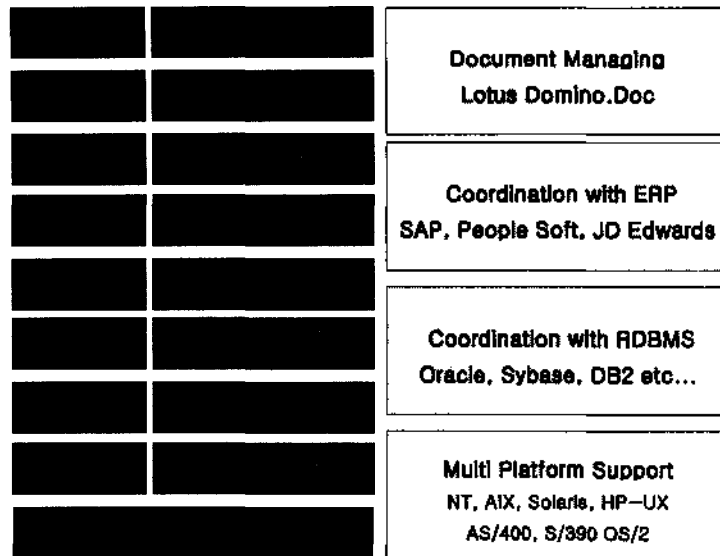 Document Managing
Lotus Domino.Doc
Coordination with ERP
SAP, People Soft, JD Edwards
Coordination with RDBMS
Oracle, Sybase, DB2 etc...
Multi Platform Support
NT, AIX, Solaris, HP-UX
AS/400, S/390 OS/2